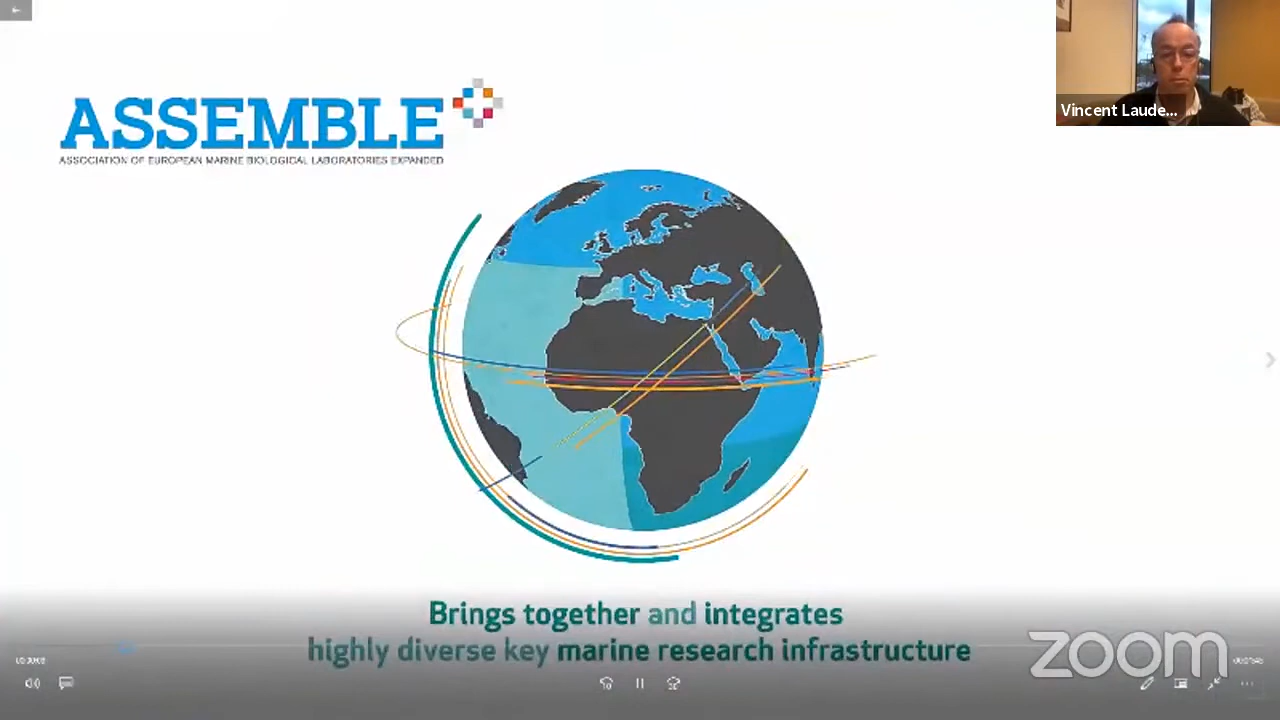 ASSEMBLE
ASSOCIATION OF EUROPEAN MARINE BIOLOGICAL LABORATORIES EXPANDED
Vincent Laude...
Brings together and integrates
highly diverse key marine research infrastructure
zoom